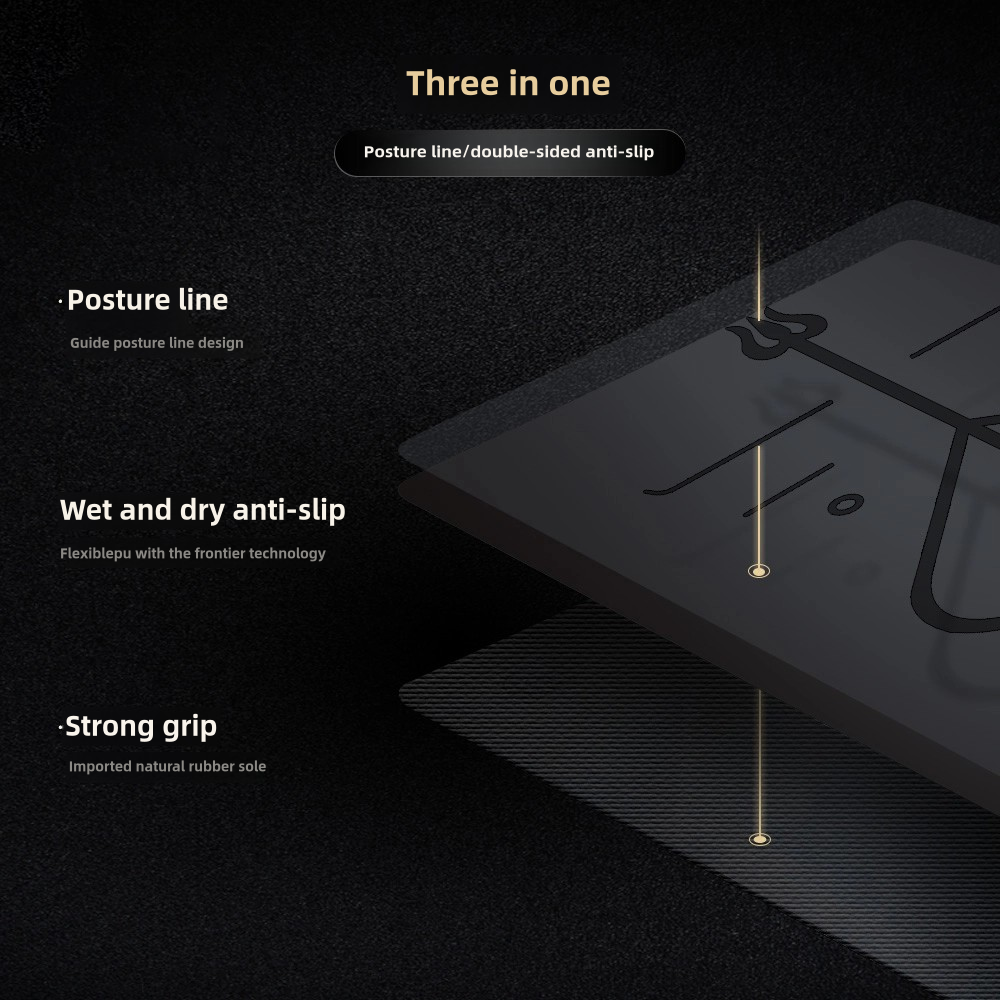 Three in one
Posture line/double-sided anti-slip
·Posture line
Guide posture line design
Wet and dry anti-slip
Flexiblepu with the frontier technology
·Strong grip
Imported natural rubber sole